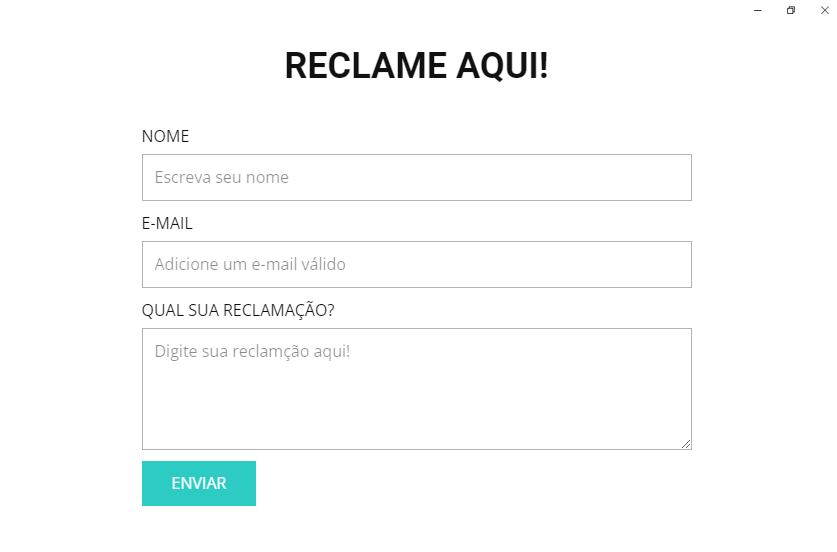 RECLAME AQUI!
NOME
Escreva seu nome
E-MAIL
Adicione um e-mail válido
QUAL SUA RECLAMAÇÃO?
Digite sua reclamção aqui!
ENVIAR